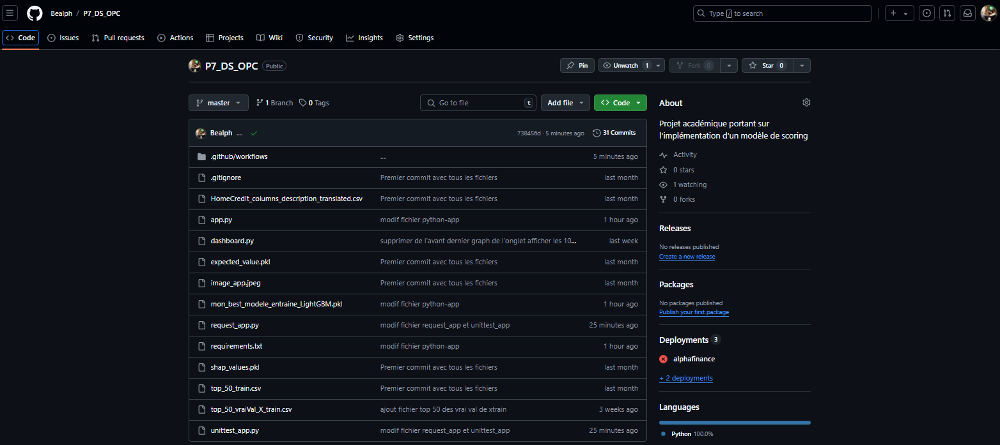 Bealph / P7_DS_OPC
Type / to search
Code Issues Pull requests Actions Projects Wiki Security Insights Settings
P7_DS_OPC Public
Pin Unwatch 1 Fork 0 Star 0
master 1 Branch 0 Tags Go to file t Add file Code
Bealph .... 738456d · 5 minutes ago 31 Commits
.github/workflows .... 5 minutes ago
.gitignore Premier commit avec tous les fichiers last month
HomeCredit_columns_description_translated.csv Premier commit avec tous les fichiers last month
app.py modif fichier python-app 1 hour ago
dashboard.py supprimer de l'avant dernier graph de l'onglet afficher les 10... last week
expected_value.pkl Premier commit avec tous les fichiers last month
image_app.jpeg Premier commit avec tous les fichiers last month
mon_best_modele_entraine_LightGBM.pkl modif fichier python-app 1 hour ago
request_app.py modif fichier request_app et unittest_app 25 minutes ago
requirements.txt modif fichier python-app 1 hour ago
shap_values.pkl Premier commit avec tous les fichiers last month
top_50_train.csv Premier commit avec tous les fichiers last month
top_50_vraiVal_X_train.csv ajout fichier top 50 des vrai val de xtrain 3 weeks ago
unittest_app.py modif fichier request_app et unittest_app 25 minutes ago
About
Projet académique portant sur
l'implémentation d'un modèle de scoring
Activity
0 stars
1 watching
0 forks
Releases
No releases published
Create a new release
Packages
No packages published
Publish your first package
Deployments 3
alphafinance
+ 2 deployments
Languages
Python 100.0%